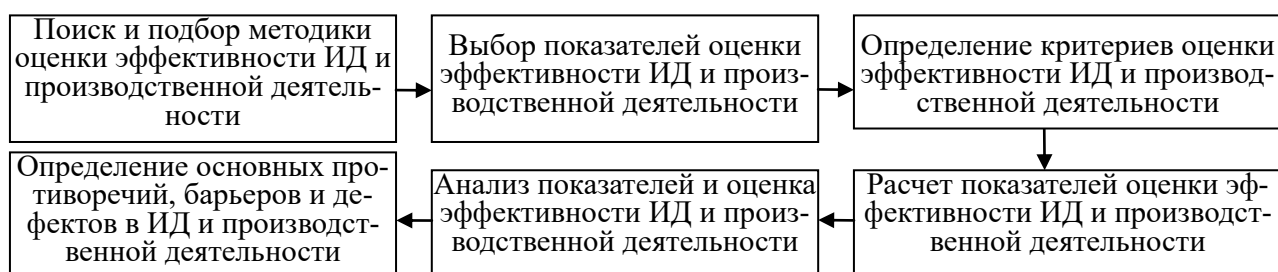 Поиск и подбор методики
оценки эффективности ИД и
производственной деятель-
ности
Выбор показателей оценки
эффективности ИД и произ-
водственной деятельности
Определение критериев оценки
эффективности ИД и производ-
ственной деятельности
Расчет показателей оценки эф-
фективности ИД и производст-
венной деятельности
Анализ показателей и оценка
эффективности ИД и произ-
водственной деятельности
Определение основных про-
тиворечий, барьеров и де-
фектов в ИД и производст-
венной деятельности